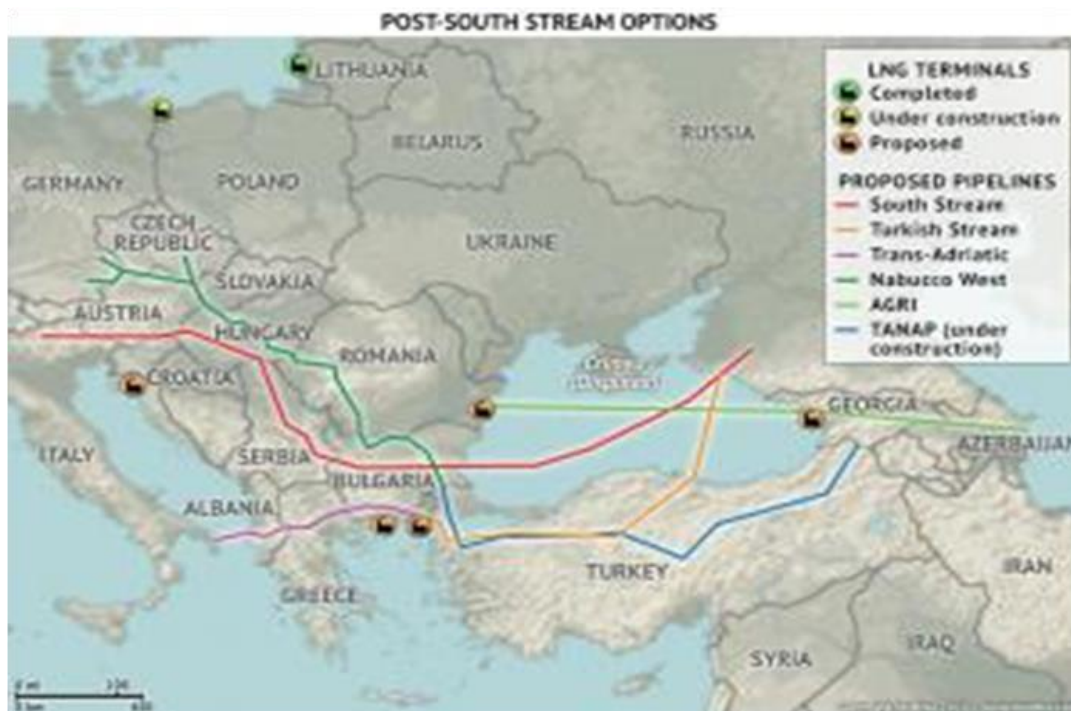 POST-SOUTH STREAM OPTIONS
LNG TERMINALS
Completed
Under construction
Proposed
PROPOSED PIPELINES
South Stream
Turkish Stream
Trans-Adriatic
Nabucco West
AGRI
TANAP (under
construction)
LITHUANIA
BELARUS
RUSSIA
GERMANY
POLAND
CZECH
REPUBLIC
UKRAINE
SLOVAKIA
AUSTRIA
HUNGARY
ROMANIA
CROATIA
GEORGIA
AZERBAIJAN
ITALY
SERBIA
BULGARIA
ALBANIA
TURKEY
IRAN
GREECE
SYRIA
IRAQ